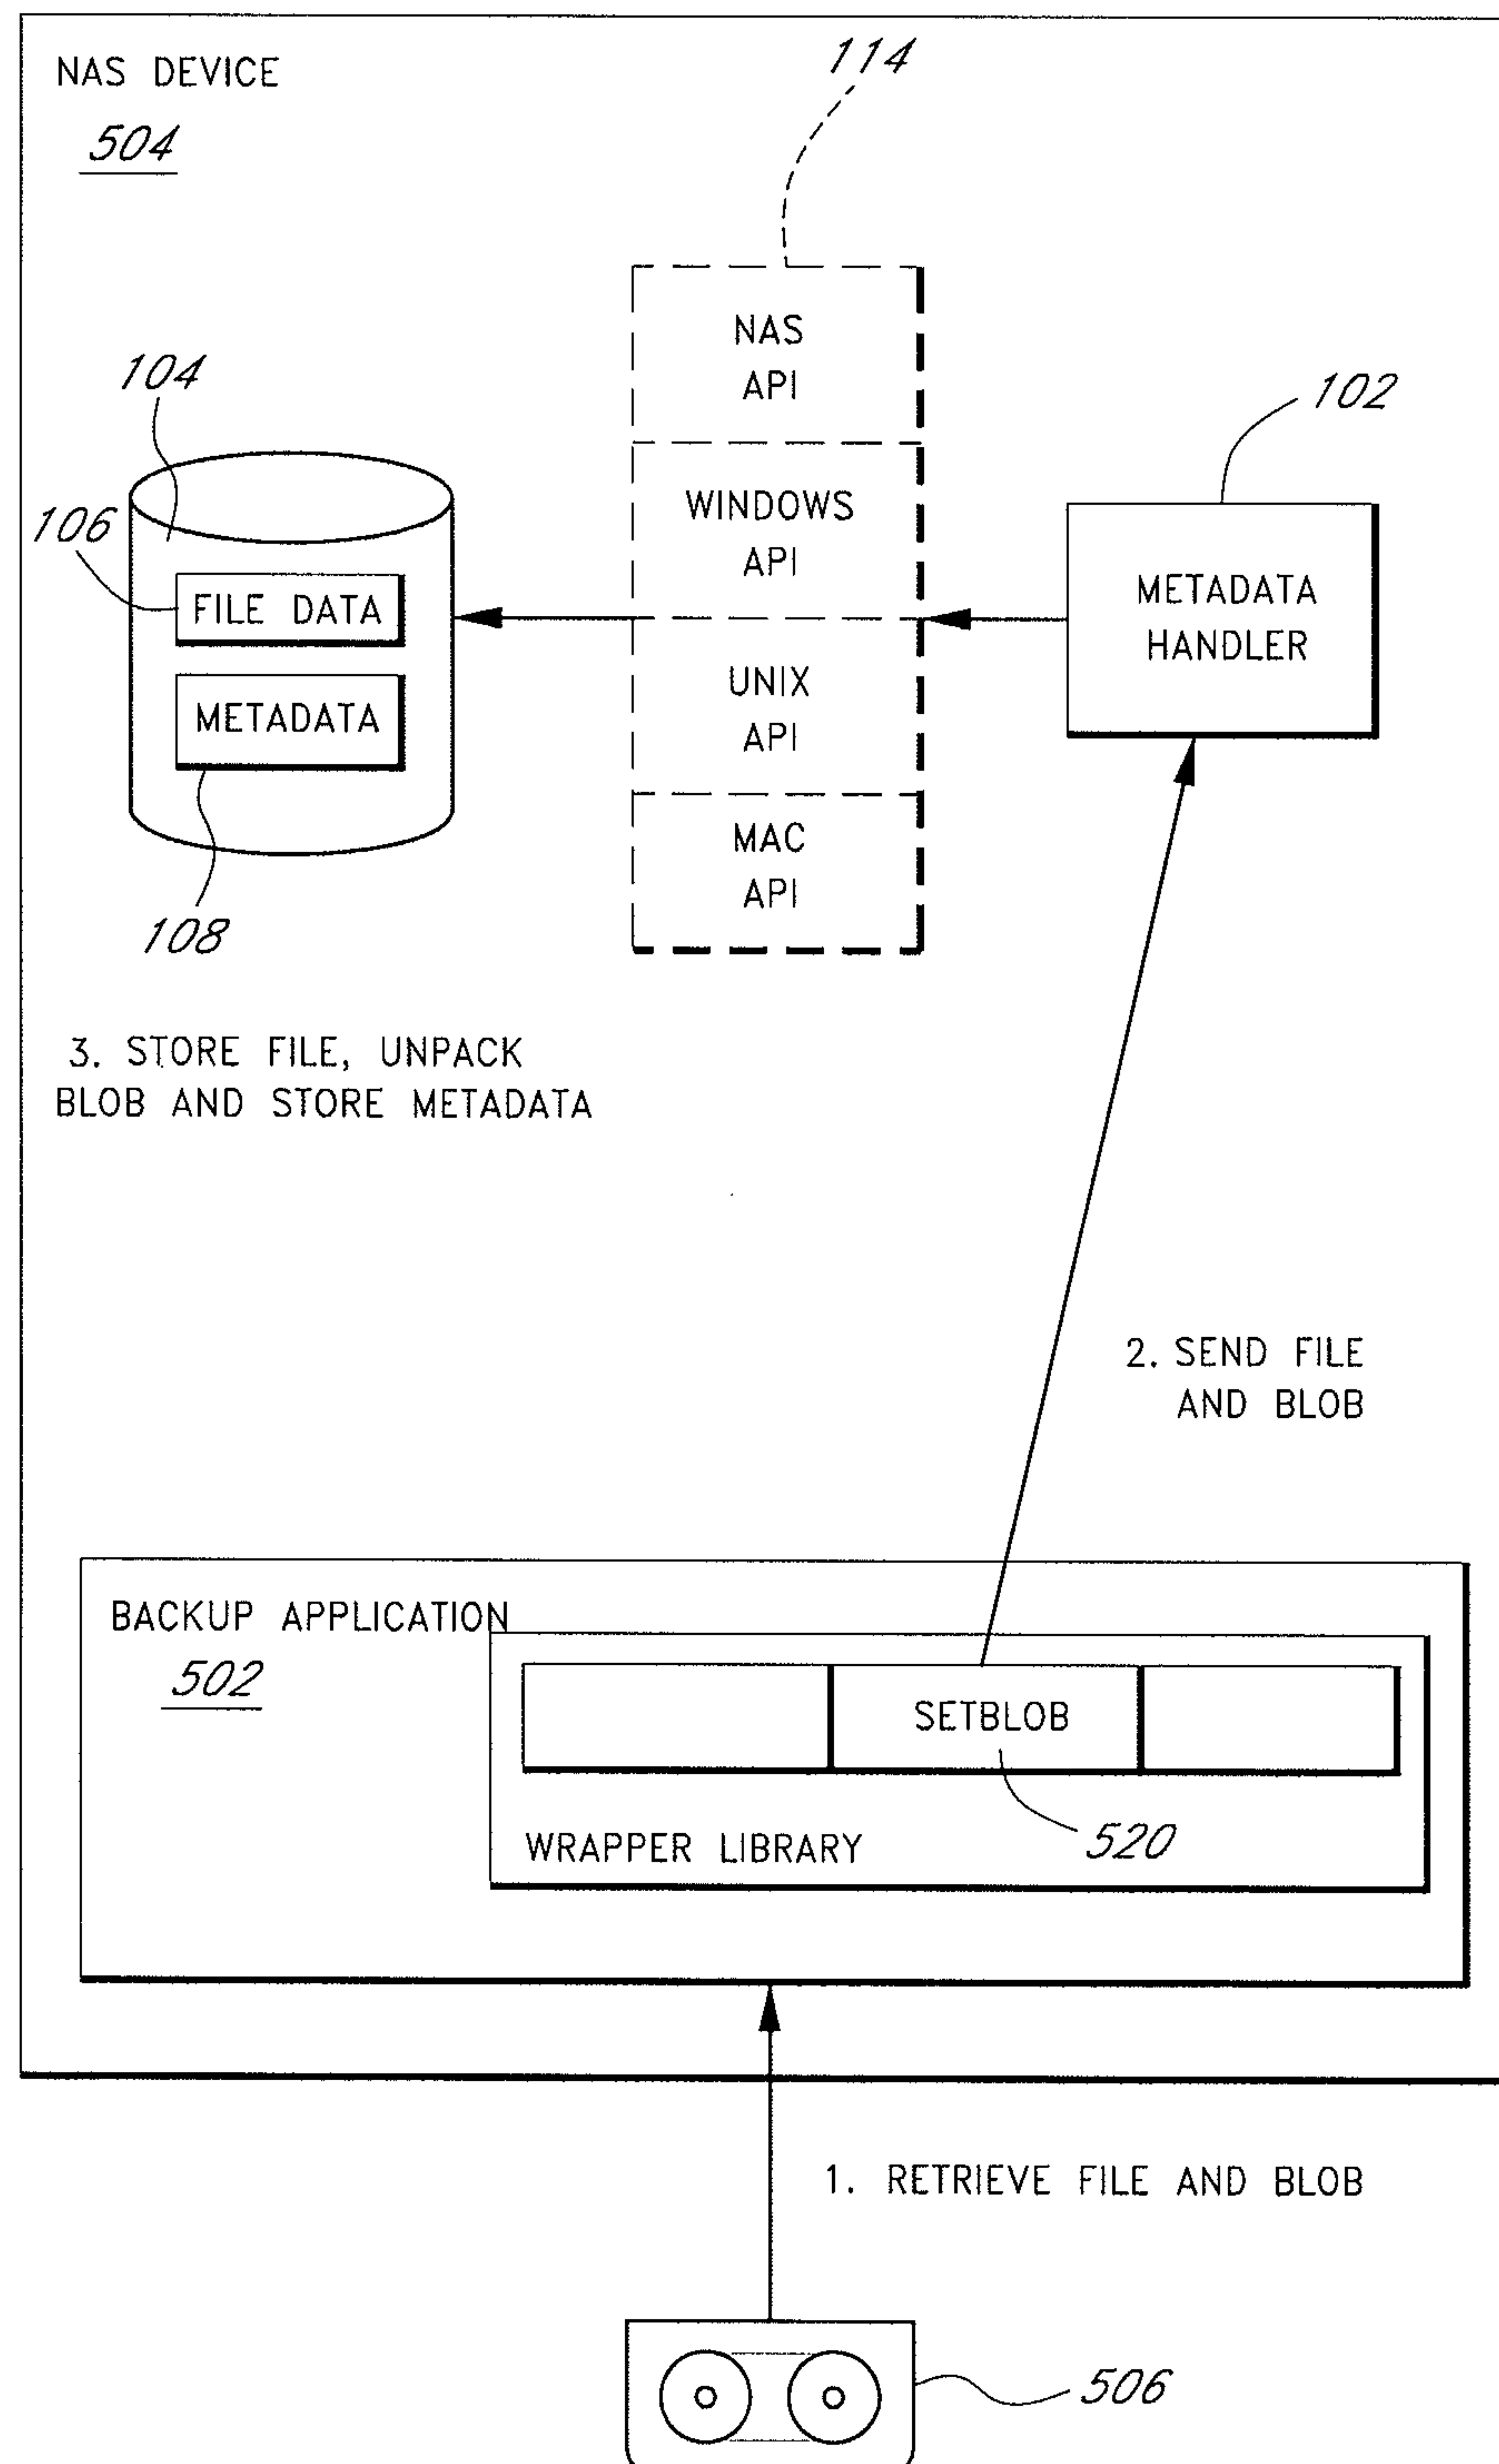 NAS DEVICE
504
114
NAS
API
WINDOWS
API
UNIX
API
MAC
API
104
106
FILE DATA
METADATA
108
102
METADATA
HANDLER
3. STORE FILE, UNPACK
BLOB AND STORE METADATA
2. SEND FILE
AND BLOB
BACKUP APPLICATION
502
SETBLOB
WRAPPER LIBRARY
520
1. RETRIEVE FILE AND BLOB
506